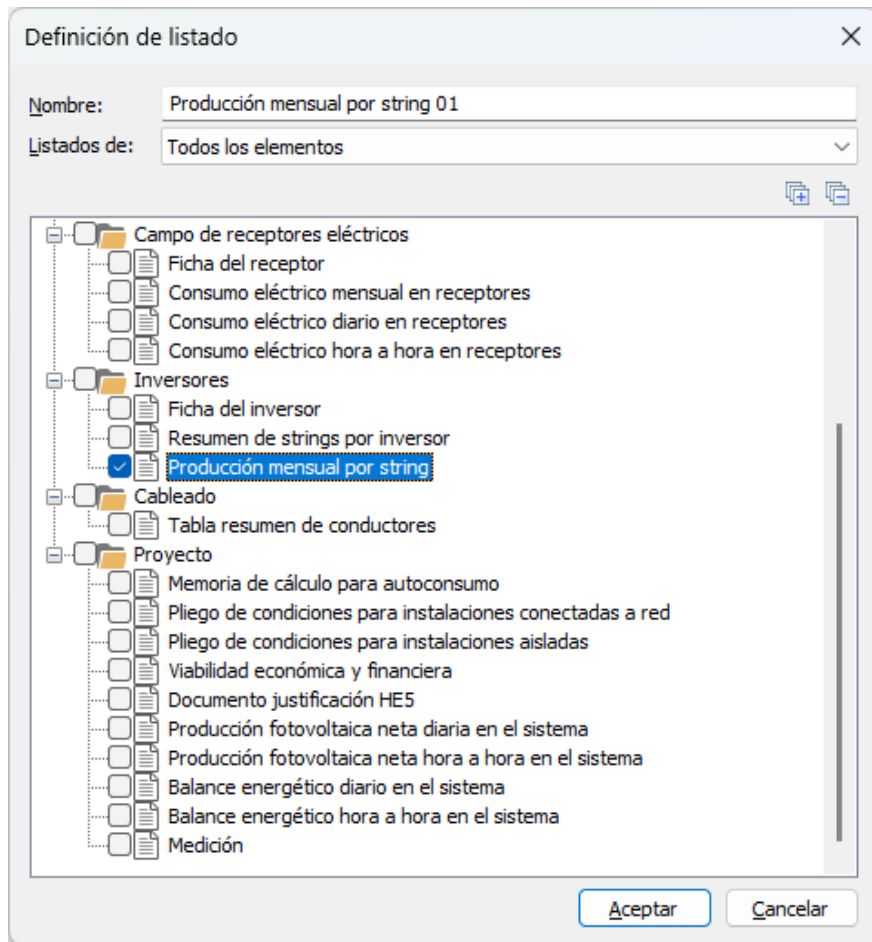 Definición de listado
Nombre: Producción mensual por string 01
Listados de: Todos los elementos
Campo de receptores eléctricos
Ficha del receptor
Consumo eléctrico mensual en receptores
Consumo eléctrico diario en receptores
Consumo eléctrico hora a hora en receptores
Inversores
Ficha del inversor
Resumen de strings por inversor
Producción mensual por string
Cableado
Tabla resumen de conductores
Proyecto
Memoria de cálculo para autoconsumo
Pliego de condiciones para instalaciones conectadas a red
Pliego de condiciones para instalaciones aisladas
Viabilidad económica y financiera
Documento justificación HE5
Producción fotovoltaica neta diaria en el sistema
Producción fotovoltaica neta hora a hora en el sistema
Balance energético diario en el sistema
Balance energético hora a hora en el sistema
Medición
Aceptar Cancelar